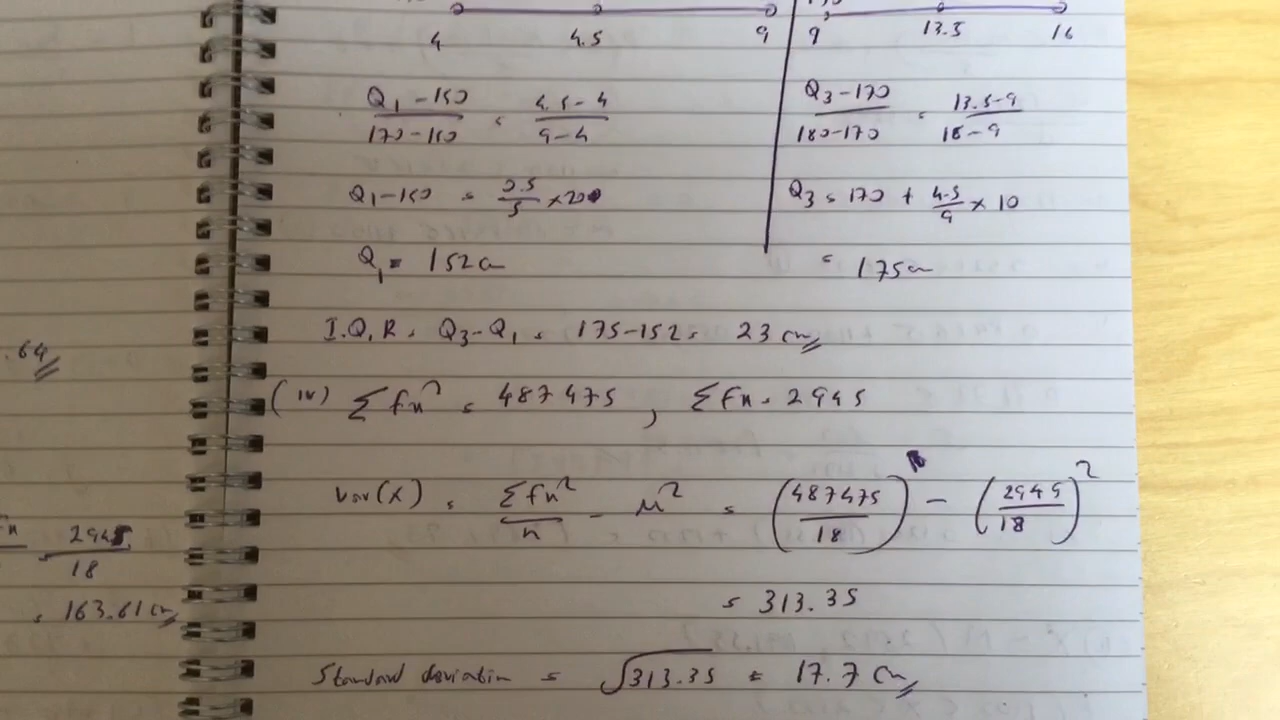 4 4.5 9 9 13.5 16
Q1 - 150 / 170 - 150 = 4.5 - 4 / 9 - 4
Q3 - 170 / 180 - 170 = 13.5 - 9 / 18 - 9
Q1 - 150 = 0.5 / 5 × 20
Q3 = 170 + 4.5 / 9 × 10
Q1 = 152cm
= 175cm
I.Q.R = Q3 - Q1 = 175 - 152 = 23 cm
(iv) Σfx² = 487475, Σfx = 2945
Var(X) = Σfx² / n - μ² = (487475 / 18) - (2945 / 18)²
= 313.35
Standard deviation = √313.35 = 17.7 cm
.64
2945 / 18
= 163.61 cm